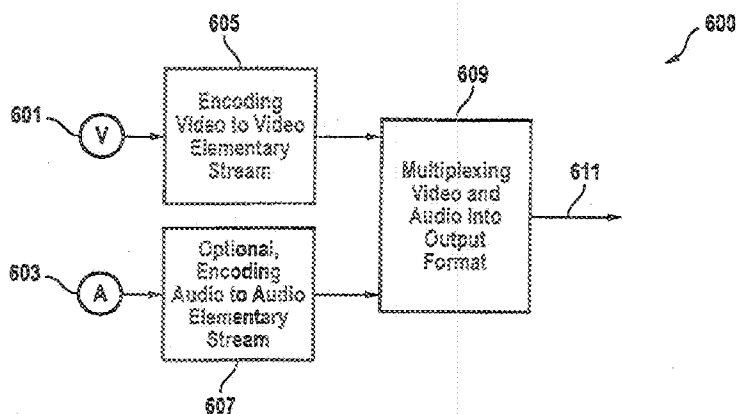 605
600
609
601
V
Encoding
Video to Video
Elementary
Stream
Multiplexing
Video and
Audio Into
Output
Format
611
603
A
Optional,
Encoding
Audio to Audio
Elementary
Stream
607